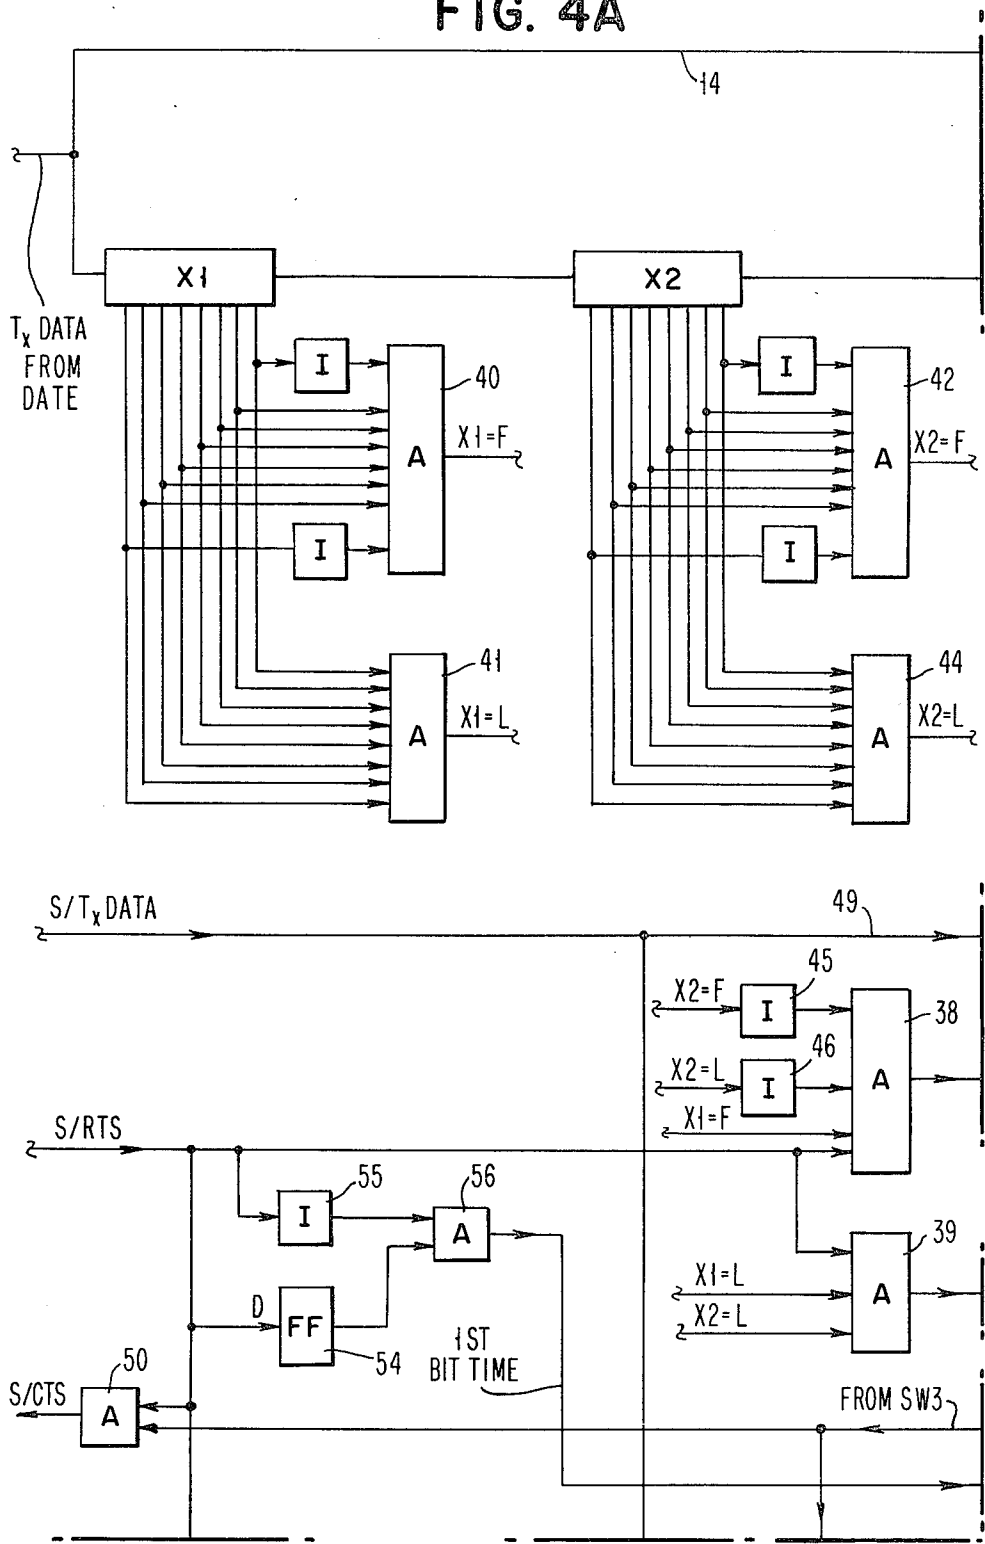 FIG. 4A
14
X1
X2
Tx DATA
FROM
DATE
I
I
40
42
X1=F
X2=F
A
A
I
I
41
44
X1=L
X2=L
A
A
S/Tx DATA
49
45
X2=F
I
38
46
X2=L
I
A
X1=F
S/RTS
55
56
I
A
39
X1=L
A
X2=L
D
FF
54
1ST
BIT TIME
50
S/CTS
A
FROM SW3